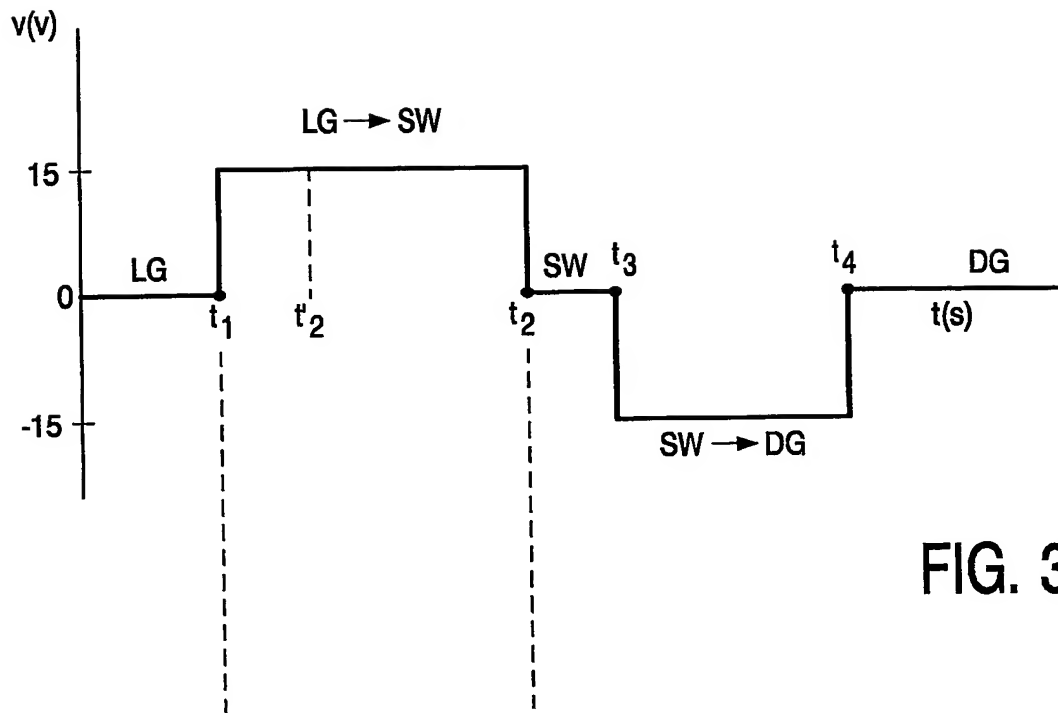 v(v)
LG → SW
15
LG
SW
t3
t4
DG
0
t1
t'2
t2
t(s)
-15
SW → DG
FIG. 3